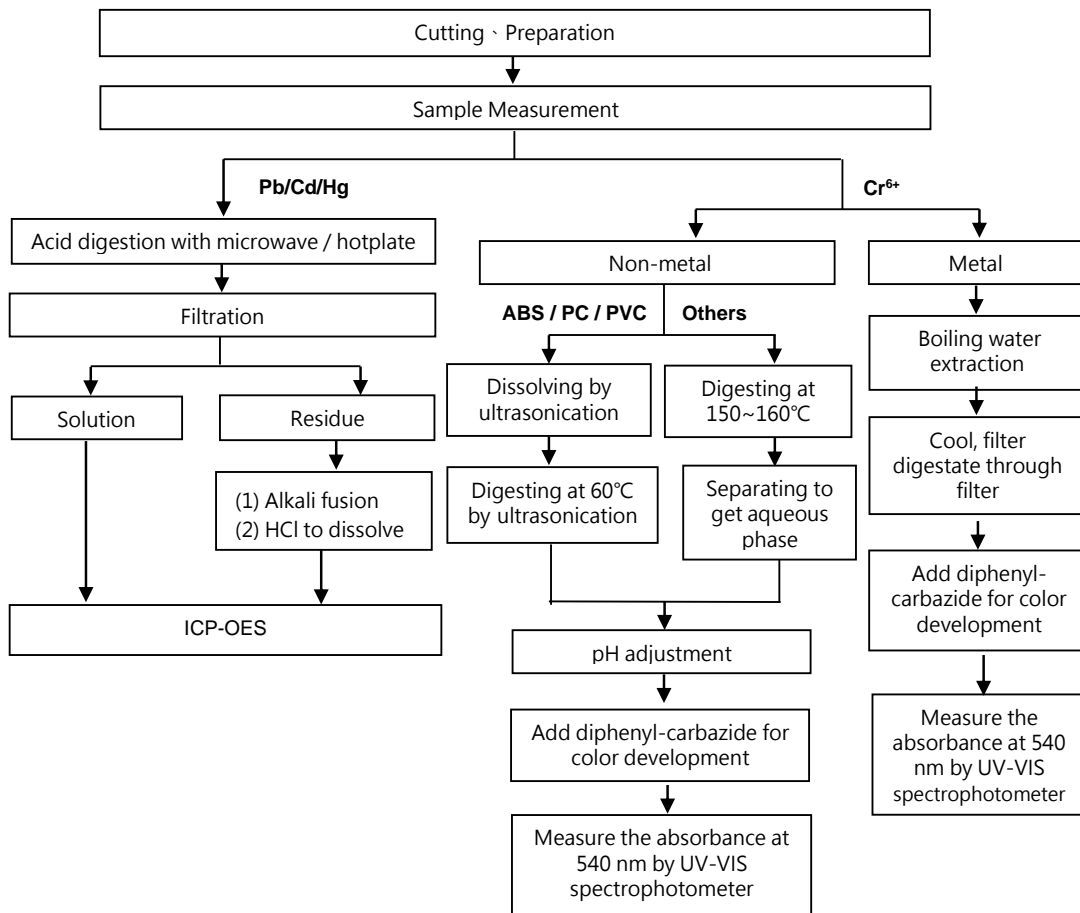 Cutting、Preparation
Sample Measurement
Pb/Cd/Hg
Cr⁶⁺
Acid digestion with microwave / hotplate
Non-metal
Metal
Filtration
ABS / PC / PVC
Others
Boiling water
extraction
Solution
Residue
Dissolving by
ultrasonication
Digesting at
150~160℃
Cool, filter
digestate through
filter
(1) Alkali fusion
(2) HCl to dissolve
Digesting at 60℃
by ultrasonication
Separating to
get aqueous
phase
Add diphenyl-
carbazide for color
development
ICP-OES
pH adjustment
Add diphenyl-carbazide for
color development
Measure the
absorbance at 540
nm by UV-VIS
spectrophotometer
Measure the absorbance at
540 nm by UV-VIS
spectrophotometer